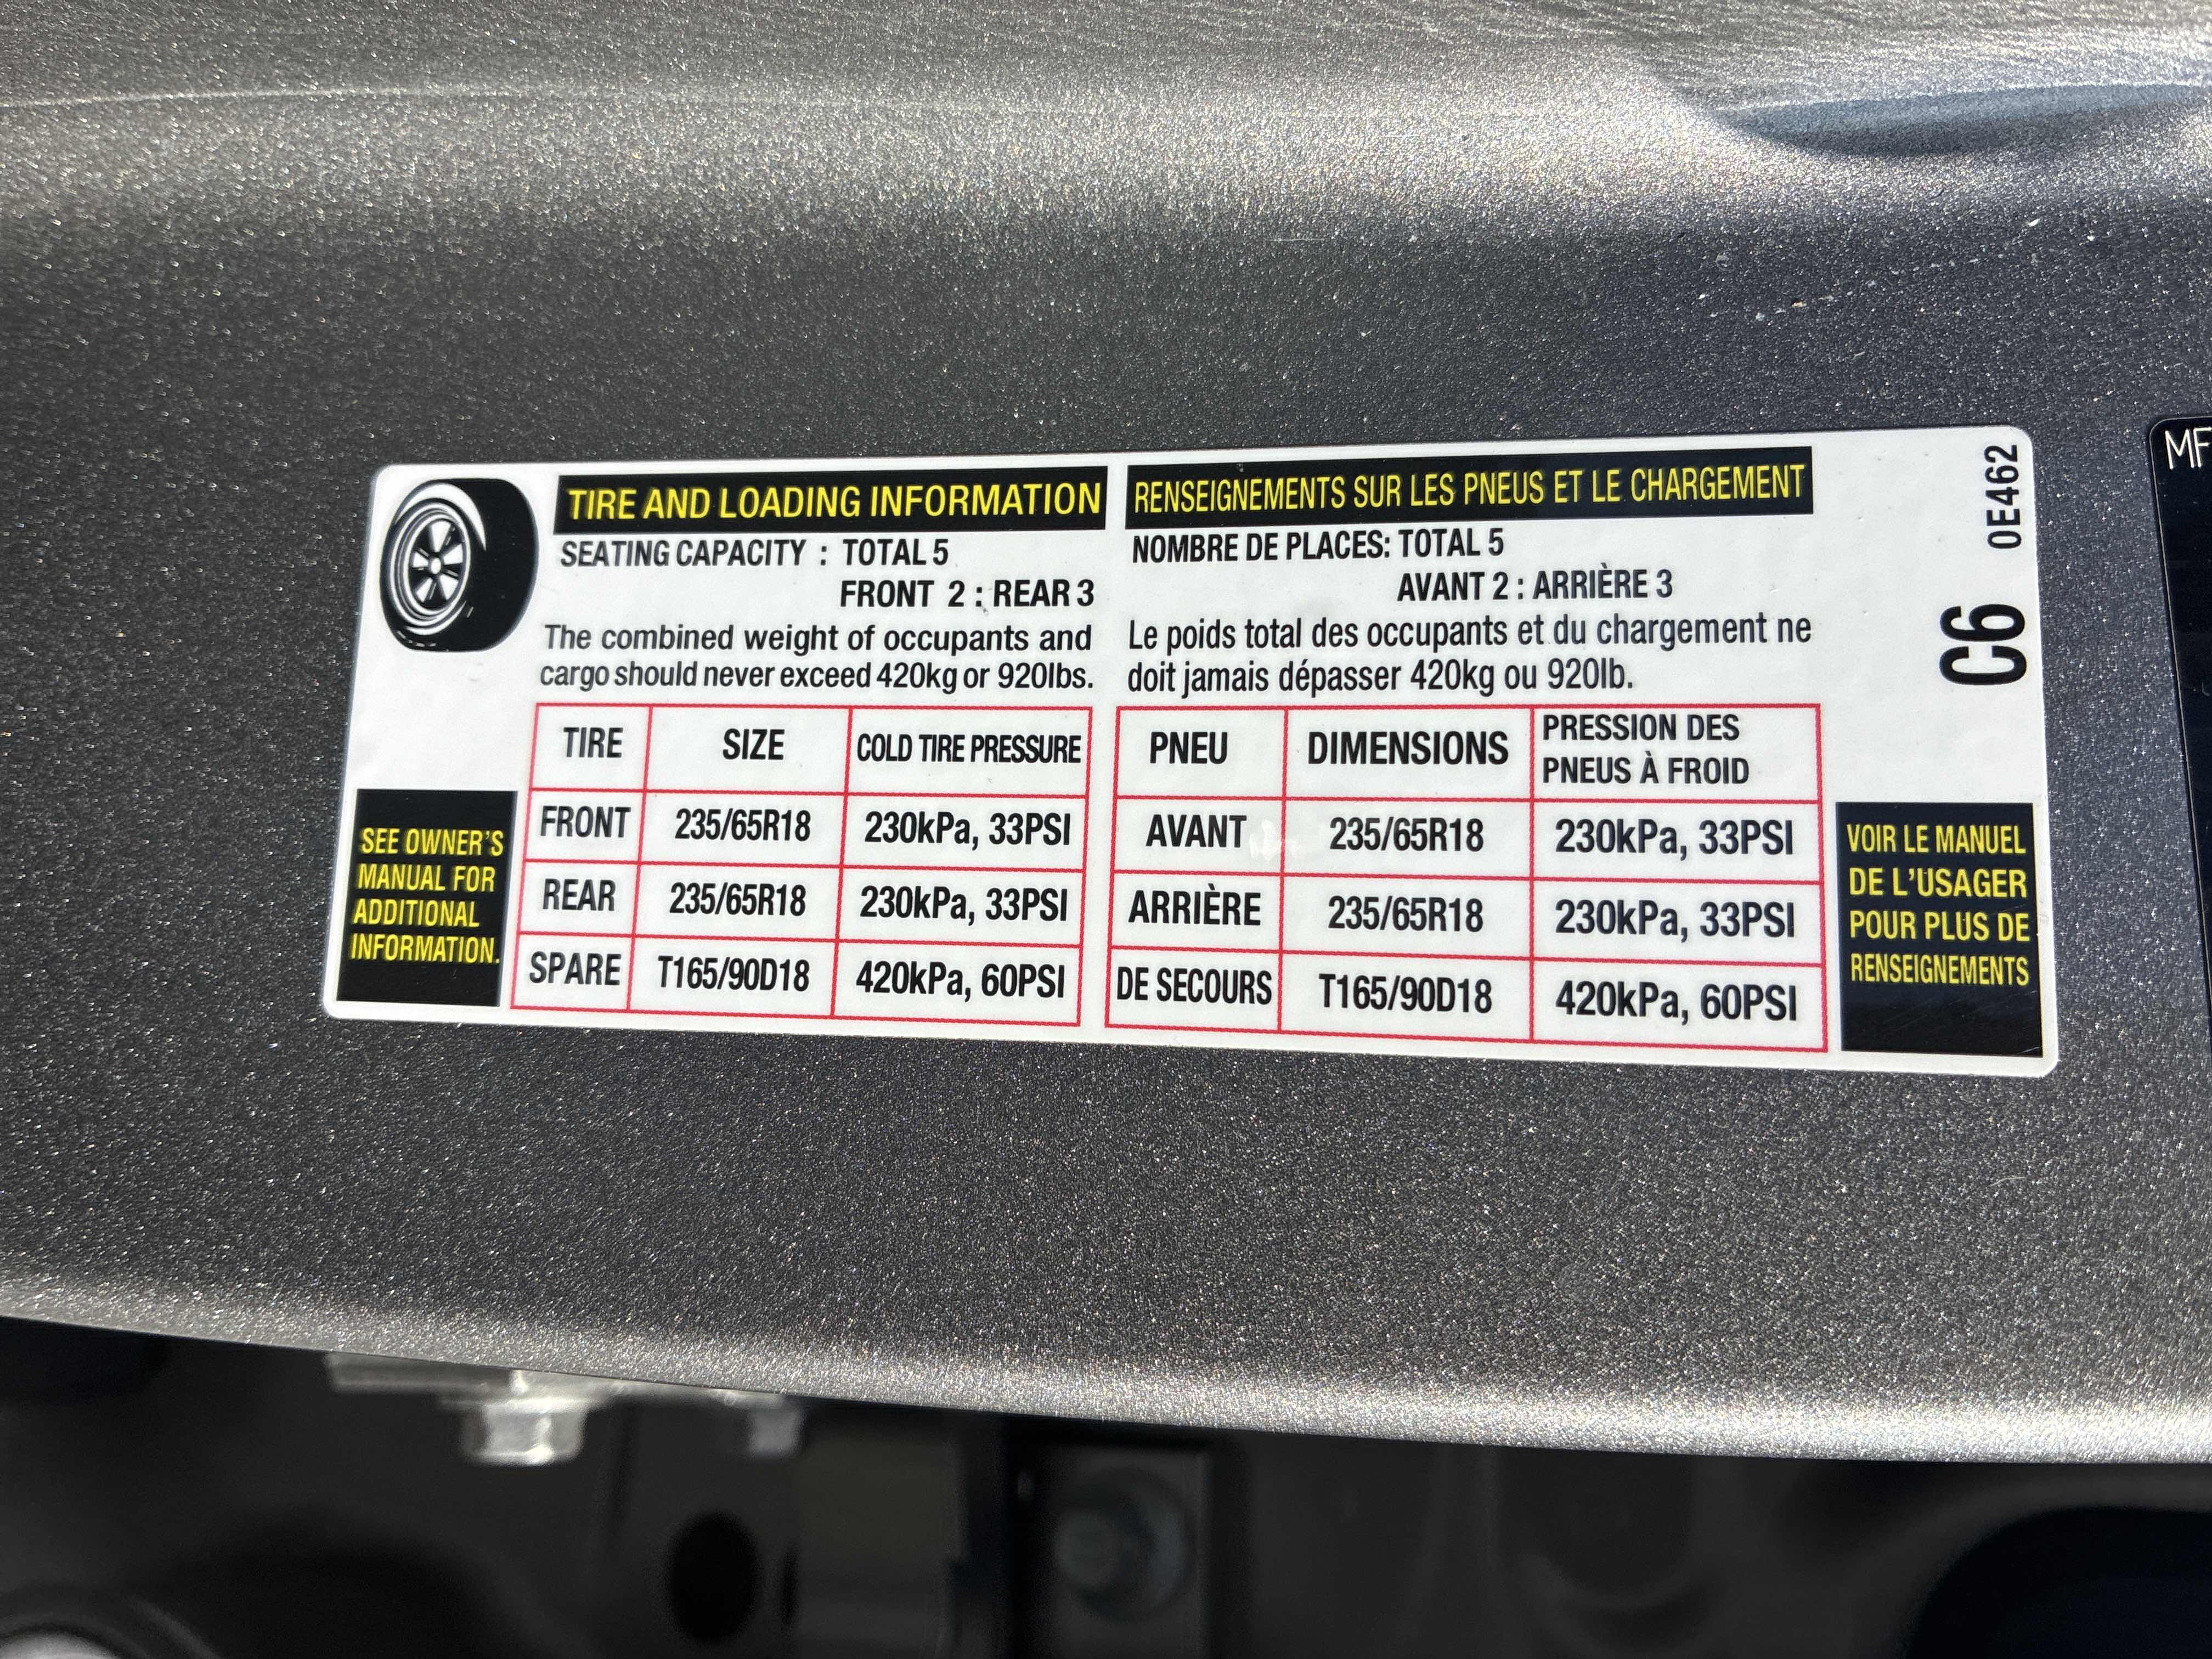 TIRE AND LOADING INFORMATION
SEATING CAPACITY : TOTAL 5
FRONT 2 : REAR 3
The combined weight of occupants and
cargo should never exceed 420kg or 920lbs.
TIRE SIZE COLD TIRE PRESSURE
FRONT 235/65R18 230kPa, 33PSI
REAR 235/65R18 230kPa, 33PSI
SPARE T165/90D18 420kPa, 60PSI
SEE OWNER'S
MANUAL FOR
ADDITIONAL
INFORMATION.
RENSEIGNEMENTS SUR LES PNEUS ET LE CHARGEMENT
NOMBRE DE PLACES: TOTAL 5
AVANT 2 : ARRIÈRE 3
Le poids total des occupants et du chargement ne
doit jamais dépasser 420kg ou 920lb.
PNEU DIMENSIONS PRESSION DES
PNEUS À FROID
AVANT 235/65R18 230kPa, 33PSI
ARRIÈRE 235/65R18 230kPa, 33PSI
DE SECOURS T165/90D18 420kPa, 60PSI
VOIR LE MANUEL
DE L'USAGER
POUR PLUS DE
RENSEIGNEMENTS
C6 0E462